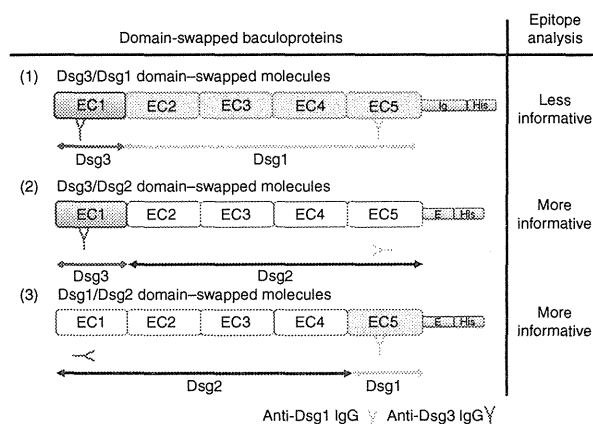 Domain-swapped baculoproteins
Epitope
analysis
(1) Dsg3/Dsg1 domain–swapped molecules
EC1 EC2 EC3 EC4 EC5 Ig His
Less
informative
Dsg3 Dsg1
(2) Dsg3/Dsg2 domain–swapped molecules
EC1 EC2 EC3 EC4 EC5 E His
More
informative
Dsg3 Dsg2
(3) Dsg1/Dsg2 domain–swapped molecules
EC1 EC2 EC3 EC4 EC5 E His
More
informative
Dsg2 Dsg1
Anti-Dsg1 IgG Anti-Dsg3 IgG